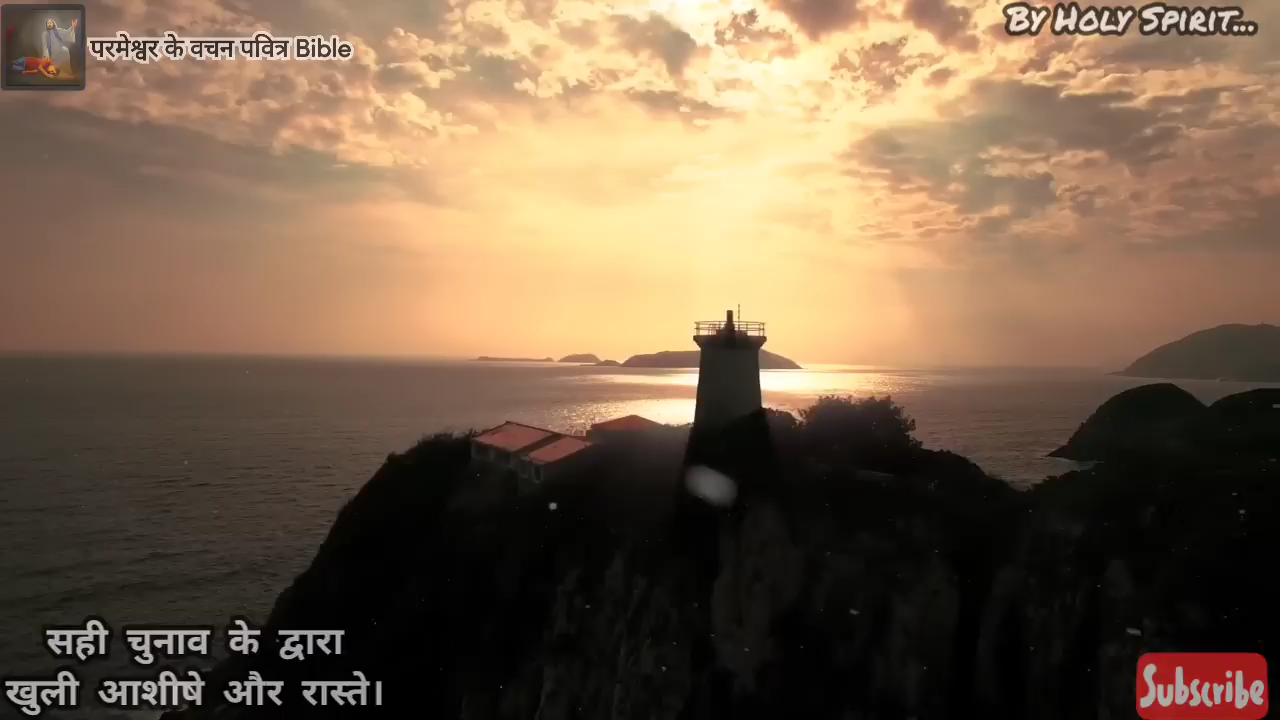 परमेश्वर के वचन पवित्र Bible
By Holy Spirit...
सही चुनाव के द्वारा
खुली आशीषे और रास्ते।
Subscribe